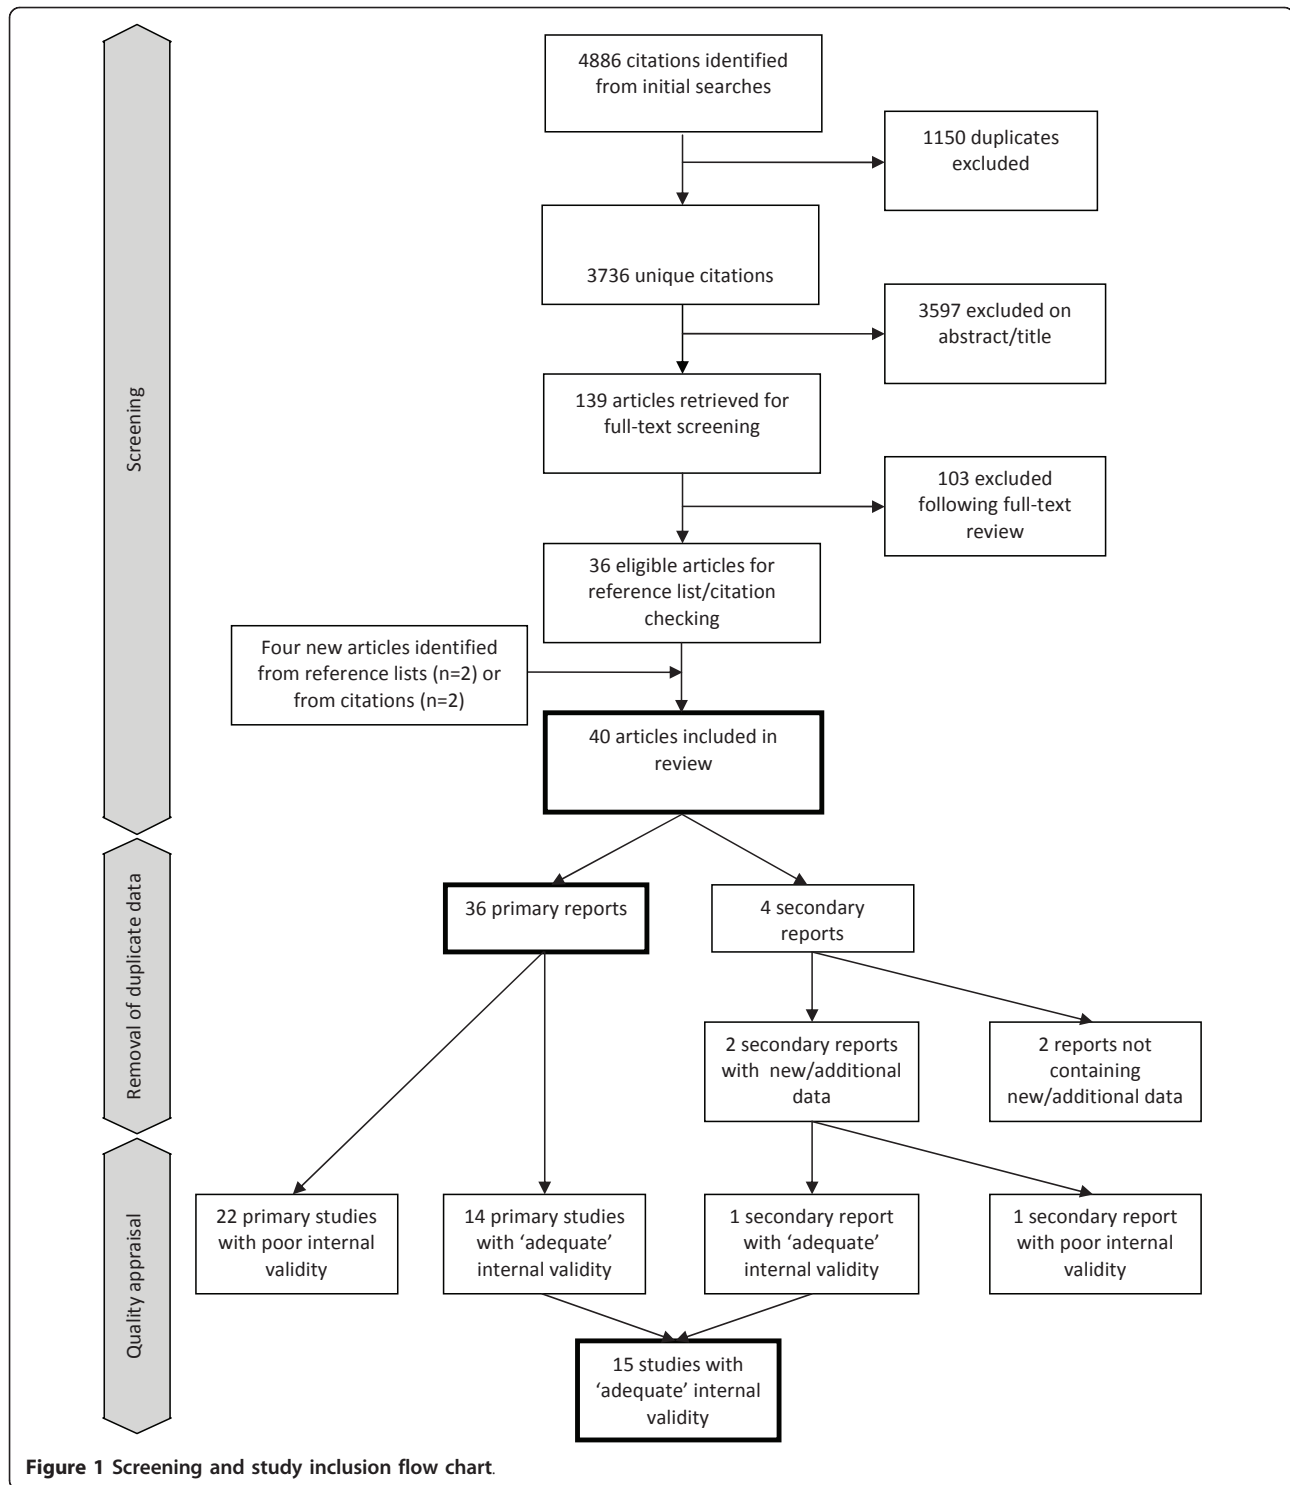 4886 citations identified
from initial searches
1150 duplicates
excluded
3736 unique citations
3597 excluded on
abstract/title
139 articles retrieved for
full-text screening
103 excluded
following full-text
review
36 eligible articles for
reference list/citation
checking
Four new articles identified
from reference lists (n=2) or
from citations (n=2)
40 articles included in
review
Screening
36 primary reports
4 secondary
reports
2 secondary reports
with new/additional
data
2 reports not
containing
new/additional data
Removal of duplicate data
22 primary studies
with poor internal
validity
14 primary studies
with ‘adequate’
internal validity
1 secondary report
with ‘adequate’
internal validity
1 secondary report
with poor internal
validity
Quality appraisal
15 studies with
‘adequate’ internal
validity
Figure 1 Screening and study inclusion flow chart.